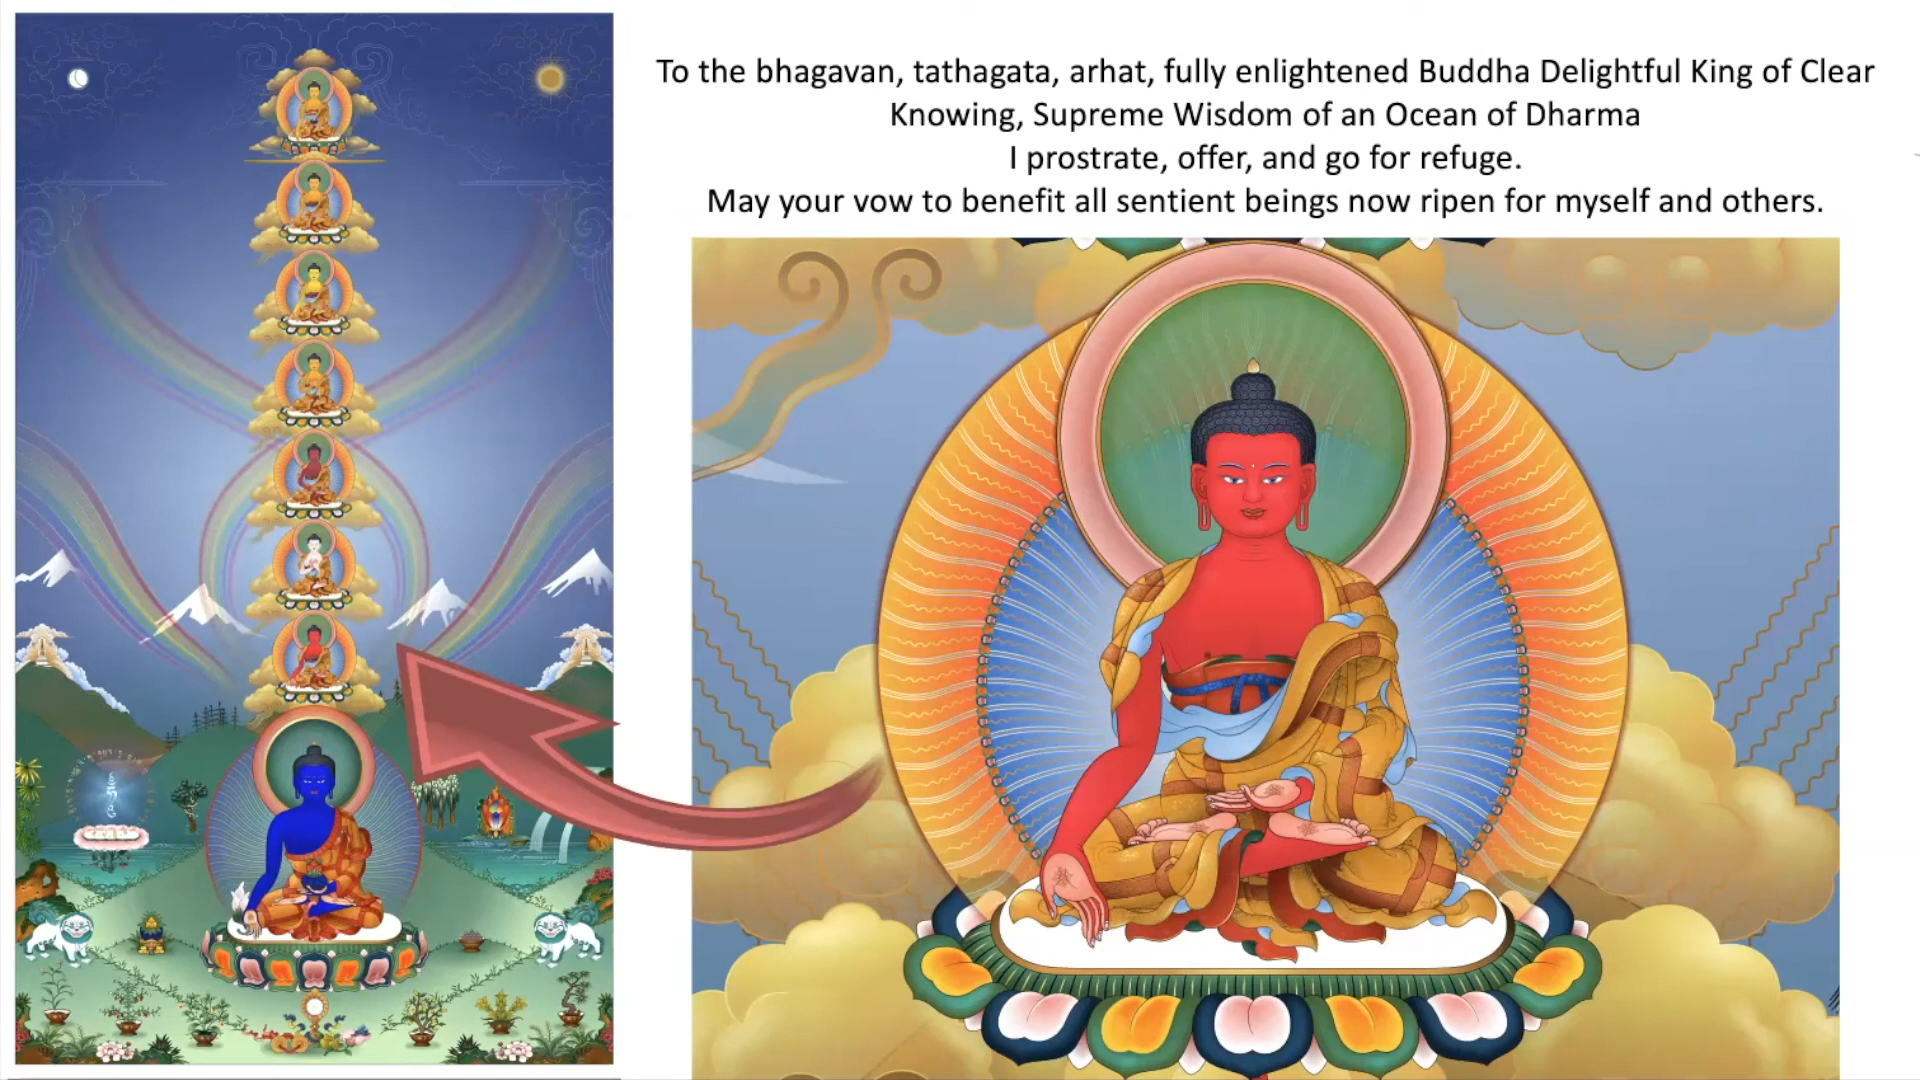 To the bhagavan, tathagata, arhat, fully enlightened Buddha Delightful King of Clear
Knowing, Supreme Wisdom of an Ocean of Dharma
I prostrate, offer, and go for refuge.
May your vow to benefit all sentient beings now ripen for myself and others.